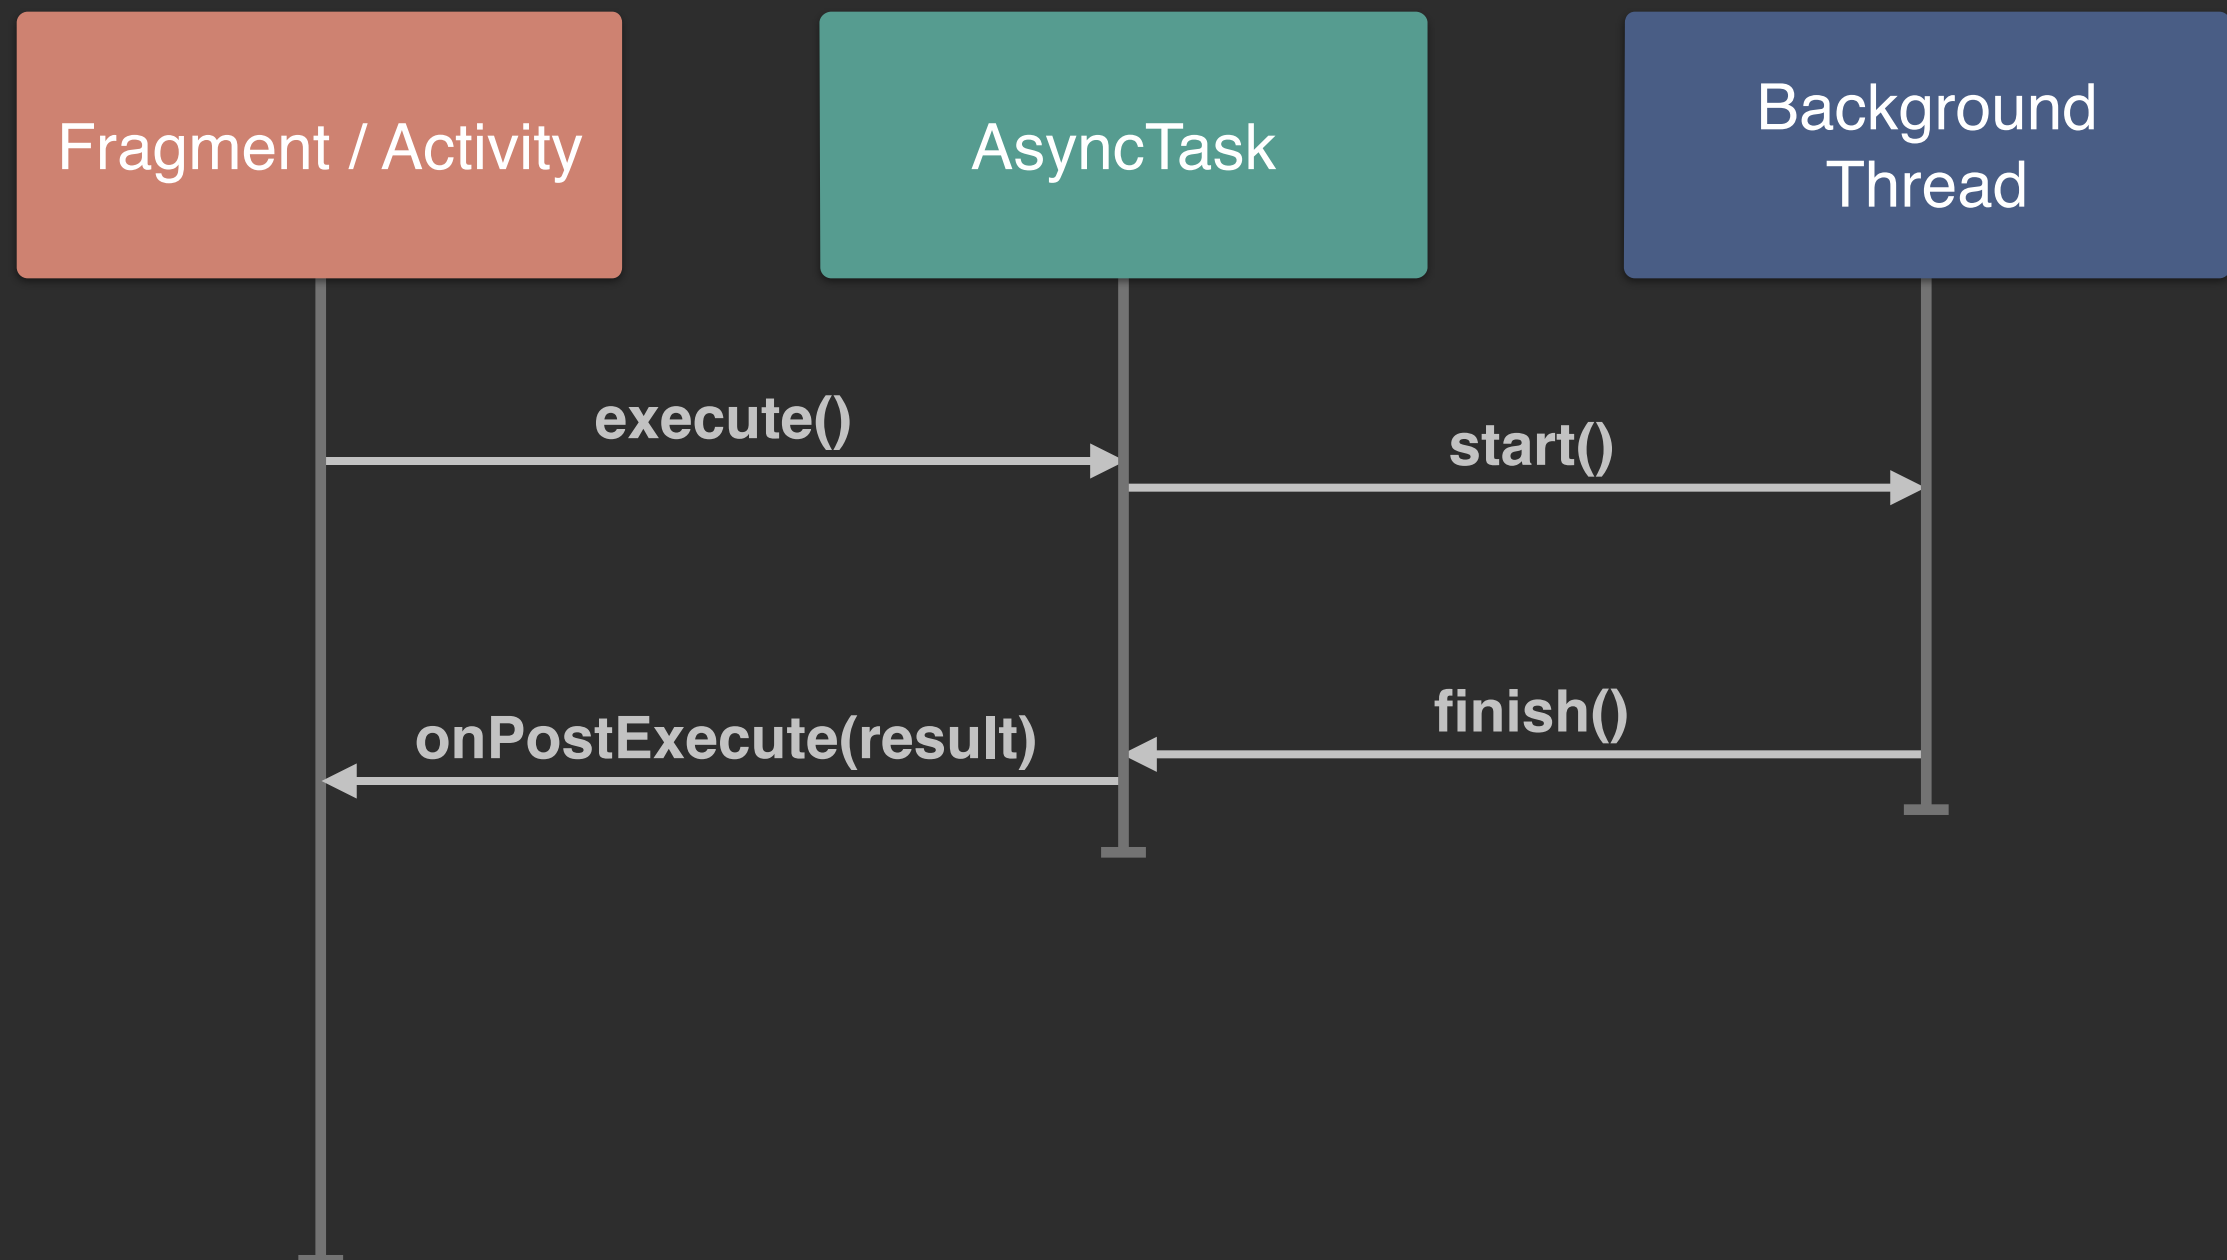 Fragment / Activity
AsyncTask
Background
Thread
execute()
start()
finish()
onPostExecute(result)